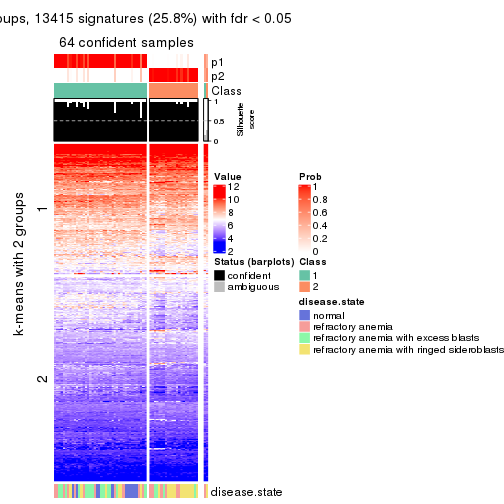 oups, 13415 signatures (25.8%) with fdr < 0.05
64 confident samples
p1
p2
Class
1
0.5
0
Silhouette
score
k-means with 2 groups
1
2
Value
12
10
8
6
4
2
Prob
1
0.8
0.6
0.4
0.2
0
Status (barplots)
confident
ambiguous
Class
1
2
disease.state
normal
refractory anemia
refractory anemia with excess blasts
refractory anemia with ringed sideroblasts
disease.state